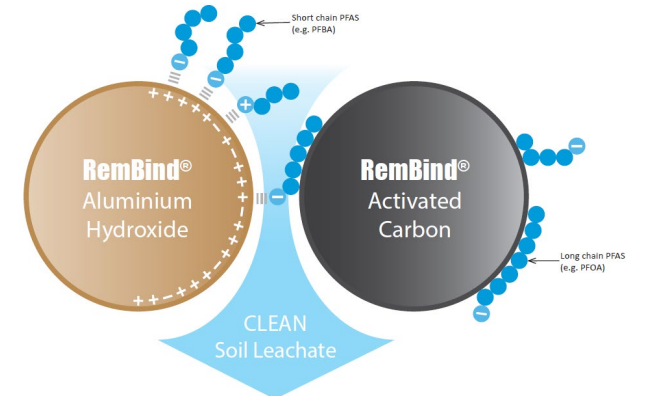 Short chain PFAS
(e.g. PFBA)
RemBind®
Aluminium
Hydroxide
RemBind®
Activated
Carbon
Long chain PFAS
(e.g. PFOA)
CLEAN
Soil Leachate